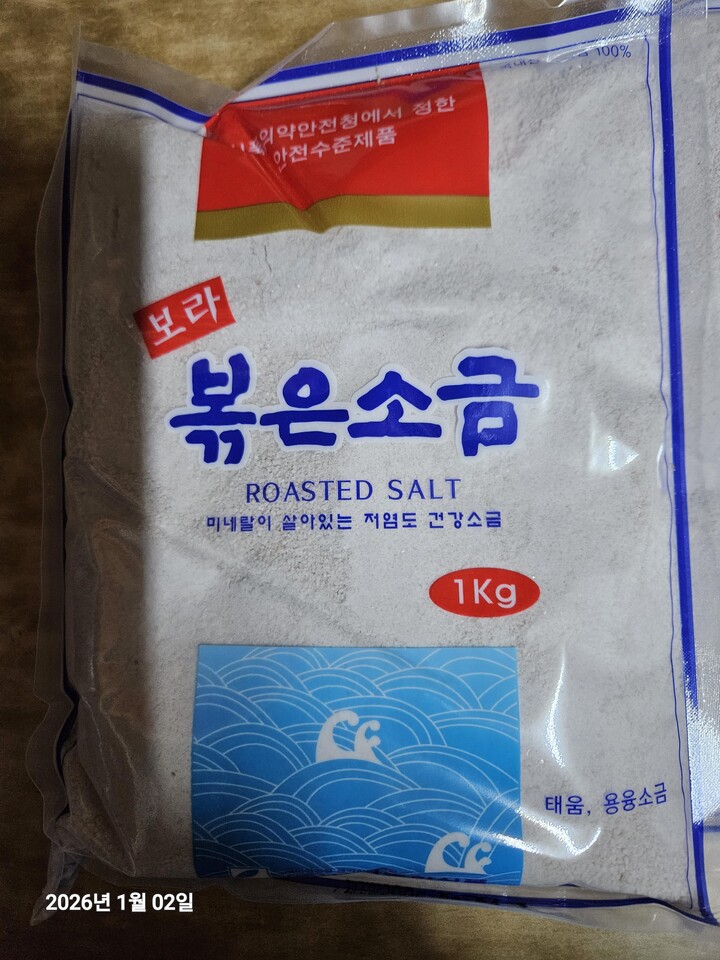 100%
의약안전청에서 정한
안전수준제품
보라
볶은소금
ROASTED SALT
미네랄이 살아있는 저염도 건강소금
1Kg
태움, 용융소금
2026년 1월 02일